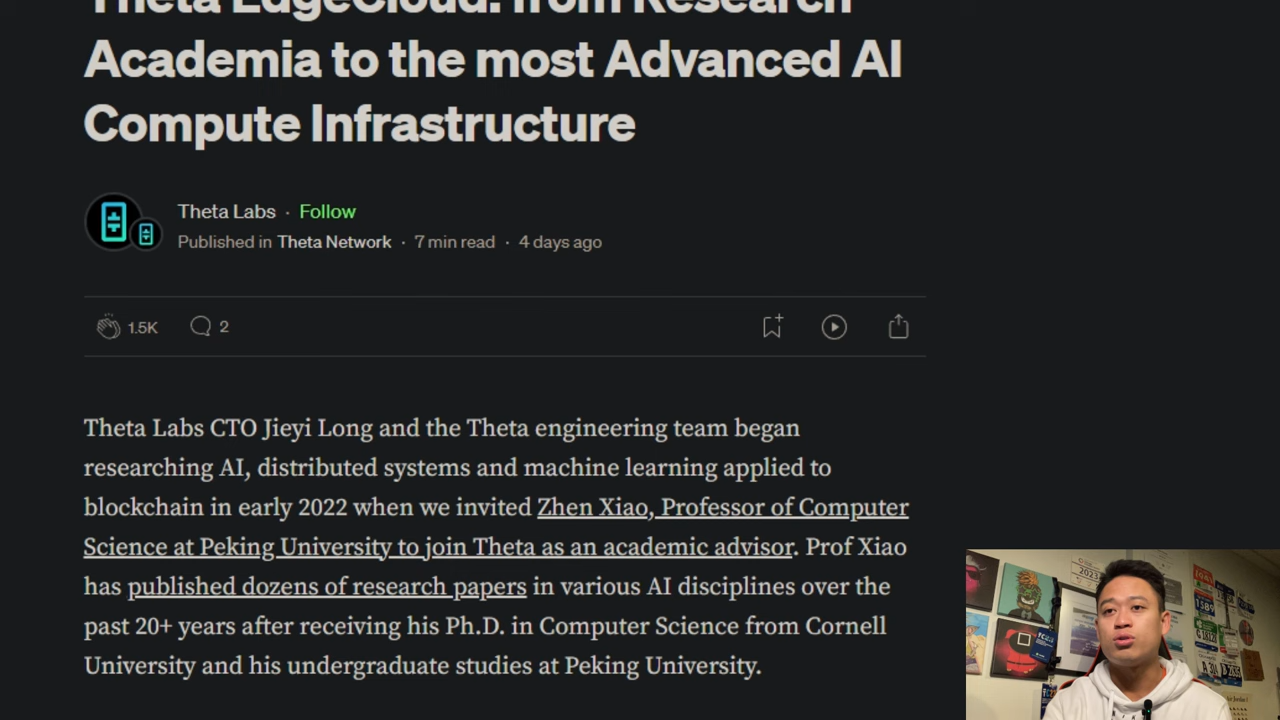 Theta EdgeCloud: from Research
Academia to the most Advanced AI
Compute Infrastructure
Theta Labs · Follow
Published in Theta Network · 7 min read · 4 days ago
1.5K
2
Theta Labs CTO Jieyi Long and the Theta engineering team began
researching AI, distributed systems and machine learning applied to
blockchain in early 2022 when we invited Zhen Xiao, Professor of Computer
Science at Peking University to join Theta as an academic advisor. Prof Xiao
has published dozens of research papers in various AI disciplines over the
past 20+ years after receiving his Ph.D. in Computer Science from Cornell
University and his undergraduate studies at Peking University.
2023